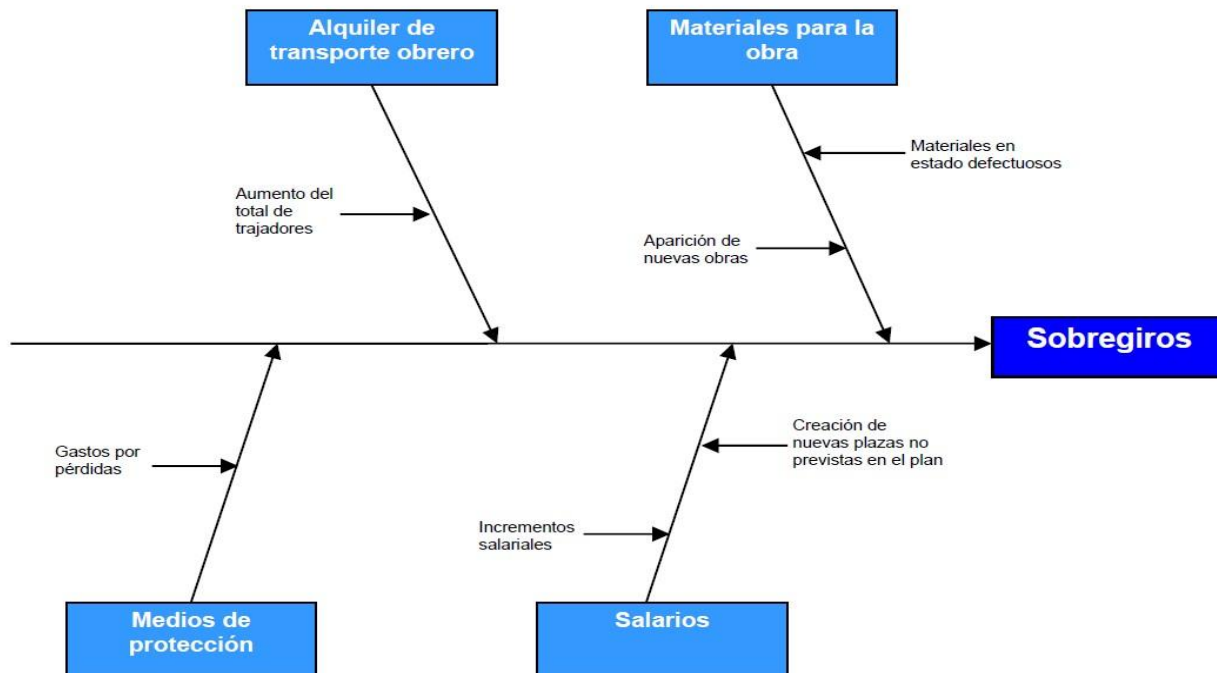 Alquiler de
transporte obrero
Materiales para la
obra
Materiales en
estado defectuosos
Aumento del
total de
trajadores
Aparición de
nuevas obras
Sobregiros
Gastos por
pérdidas
Creación de
nuevas plazas no
previstas en el plan
Incrementos
salariales
Medios de
protección
Salarios